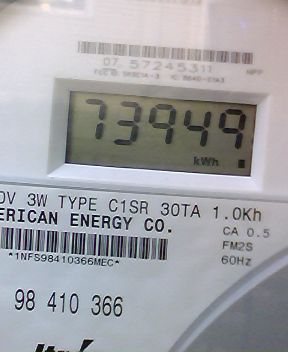 07 57245311
73949
kWh
0V 3W TYPE C1SR 30TA 1.0Kh
ERICAN ENERGY CO.
CA 0.5
FM2S
*1NFS98410366MEC*
60Hz
98 410 366